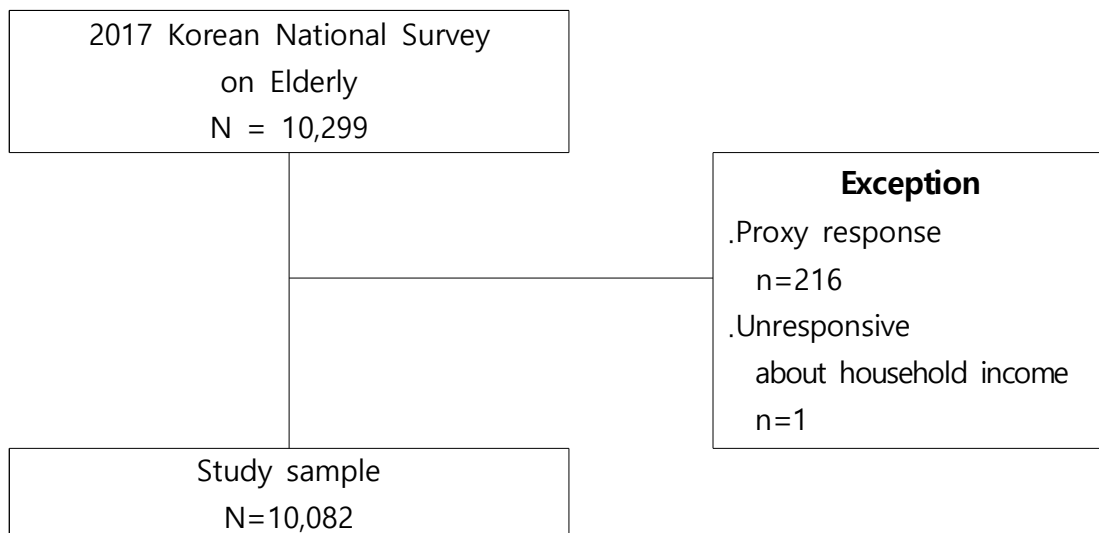 2017 Korean National Survey
on Elderly
N = 10,299
Exception
.Proxy response
n=216
.Unresponsive
about household income
n=1
Study sample
N=10,082